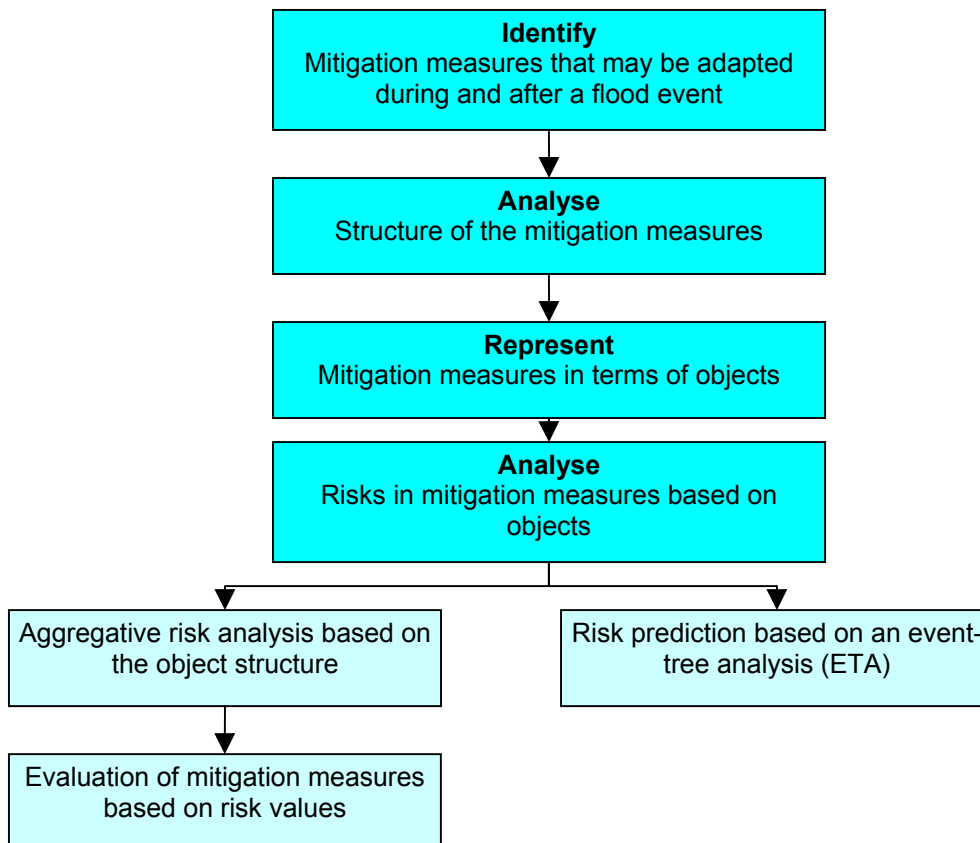 Identify
Mitigation measures that may be adapted
during and after a flood event
Analyse
Structure of the mitigation measures
Represent
Mitigation measures in terms of objects
Analyse
Risks in mitigation measures based on
objects
Aggregative risk analysis based on
the object structure
Risk prediction based on an event-
tree analysis (ETA)
Evaluation of mitigation measures
based on risk values